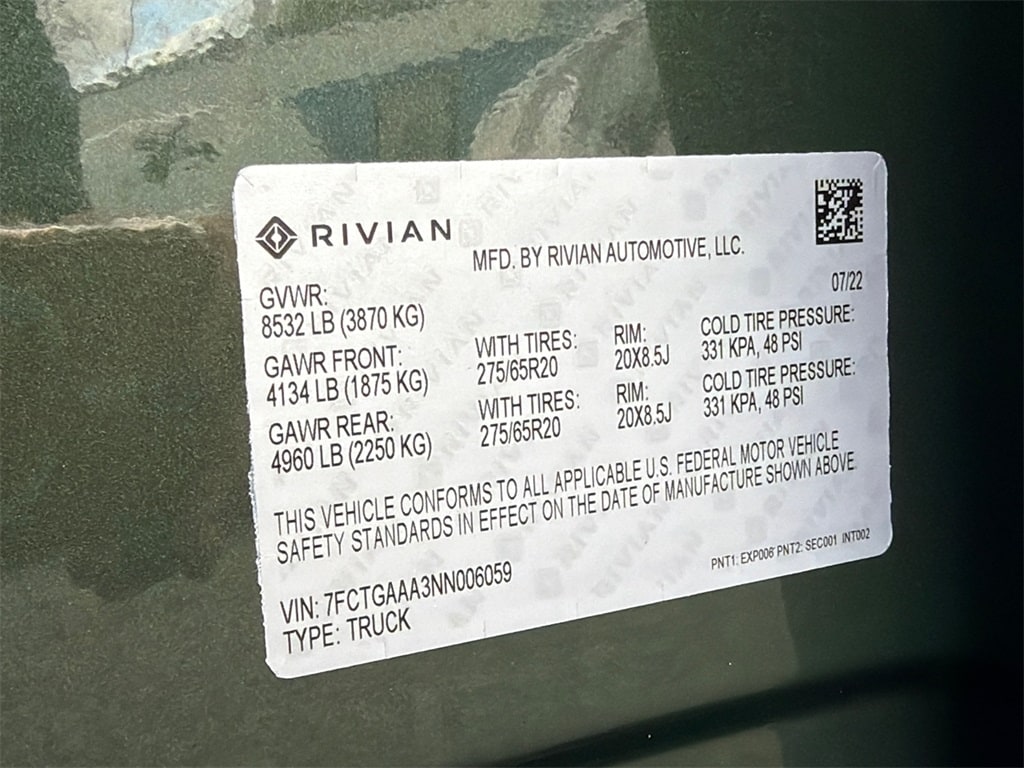 RIVIAN
MFD. BY RIVIAN AUTOMOTIVE, LLC.
07/22
GVWR:
8532 LB (3870 KG)
GAWR FRONT: WITH TIRES: RIM: COLD TIRE PRESSURE:
4134 LB (1875 KG) 275/65R20 20X8.5J 331 KPA, 48 PSI
GAWR REAR: WITH TIRES: RIM: COLD TIRE PRESSURE:
4960 LB (2250 KG) 275/65R20 20X8.5J 331 KPA, 48 PSI
THIS VEHICLE CONFORMS TO ALL APPLICABLE U.S. FEDERAL MOTOR VEHICLE
SAFETY STANDARDS IN EFFECT ON THE DATE OF MANUFACTURE SHOWN ABOVE.
PNT1: EXP006 PNT2: SEC001 INT002
VIN: 7FCTGAAA3NN006059
TYPE: TRUCK